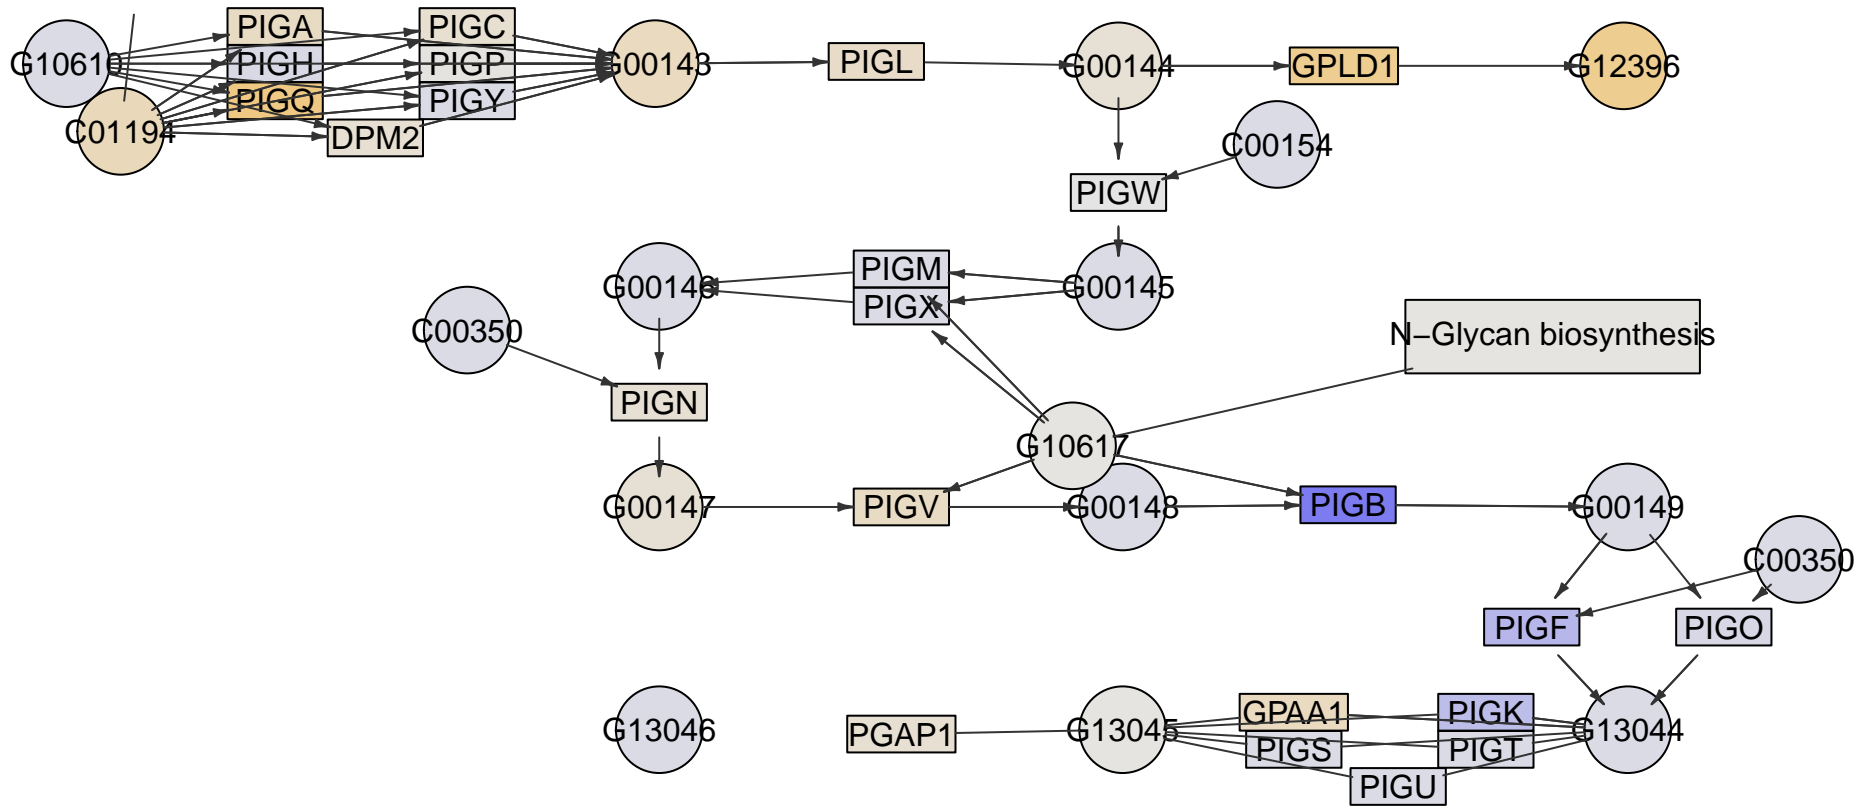 PIGA
PIGC
G10619
PIGH
PIGP
G00143
PIGL
G00144
GPLD1
G12396
PIGQ
PIGY
C01194
DPM2
C00154
PIGW
PIGM
G00146
G00145
PIGX
C00350
N−Glycan biosynthesis
PIGN
G10617
G00147
PIGV
G00148
PIGB
G00149
C00350
PIGF
PIGO
GPAA1
PIGK
G13046
PGAP1
G13045
G13044
PIGS
PIGT
PIGU